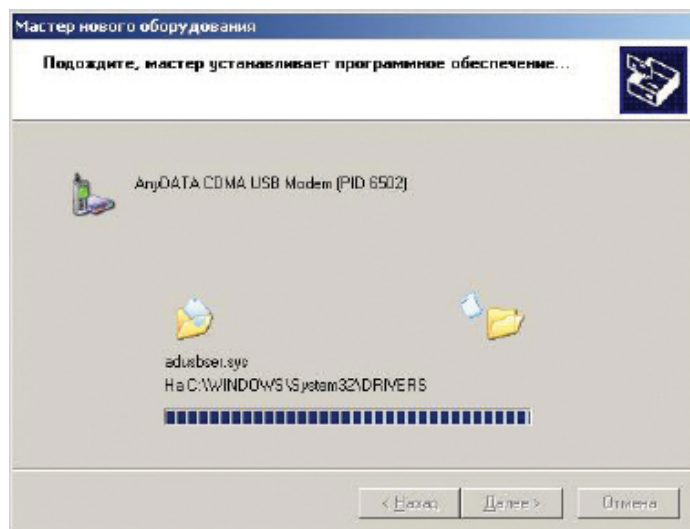 Мастер нового оборудования
Подождите, мастер устанавливает программное обеспечение...
AnyDATA CDMA USB Modem (PID 6502)
adusbser.sys
На C:\WINDOWS\System32\DRIVERS
< Назад
Далее >
Отмена